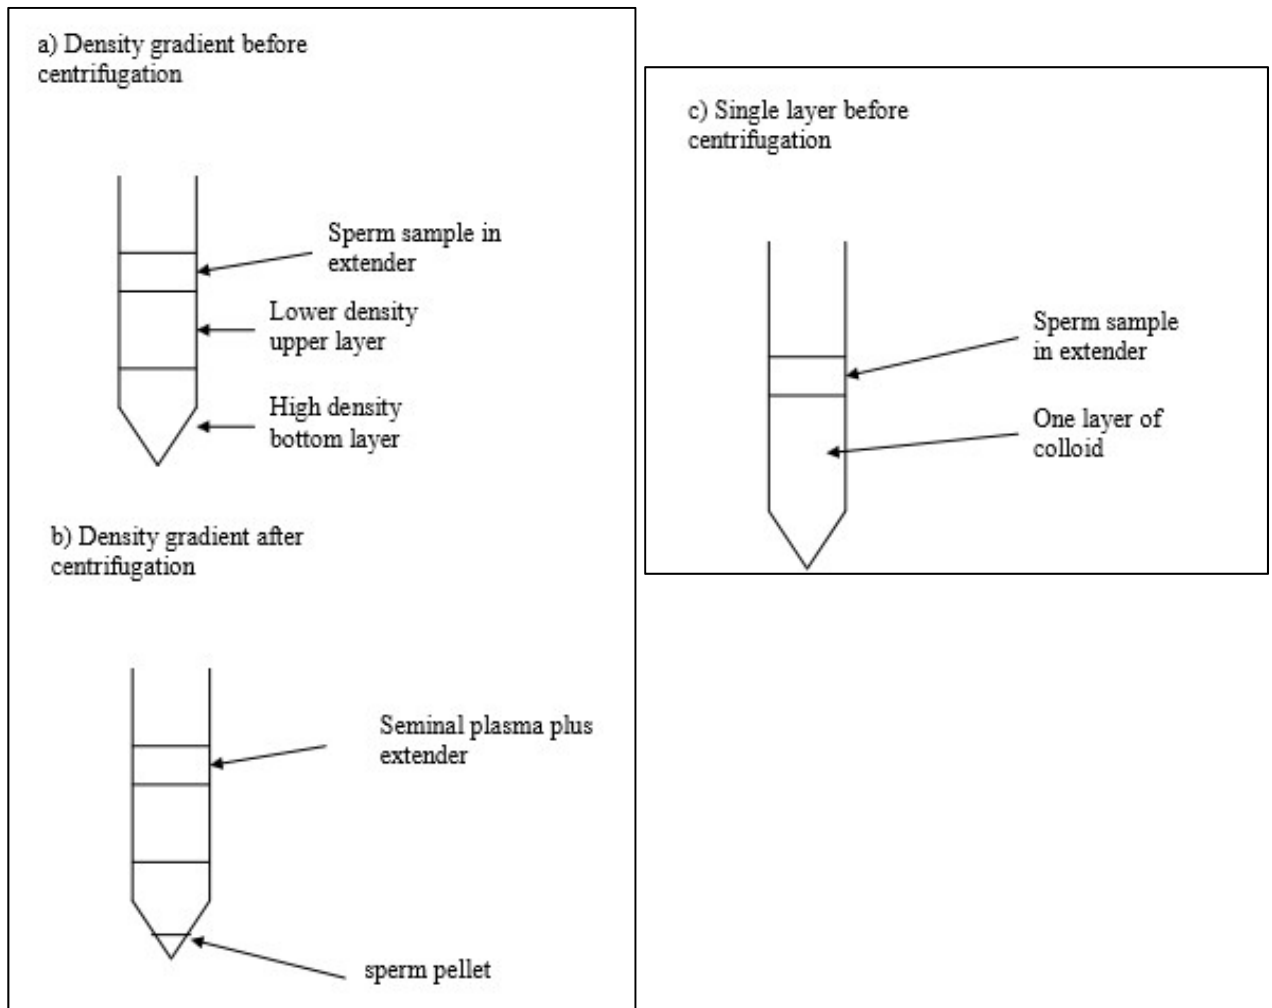 a) Density gradient before
centrifugation
Sperm sample in
extender
Lower density
upper layer
High density
bottom layer
b) Density gradient after
centrifugation
Seminal plasma plus
extender
sperm pellet
c) Single layer before
centrifugation
Sperm sample
in extender
One layer of
colloid